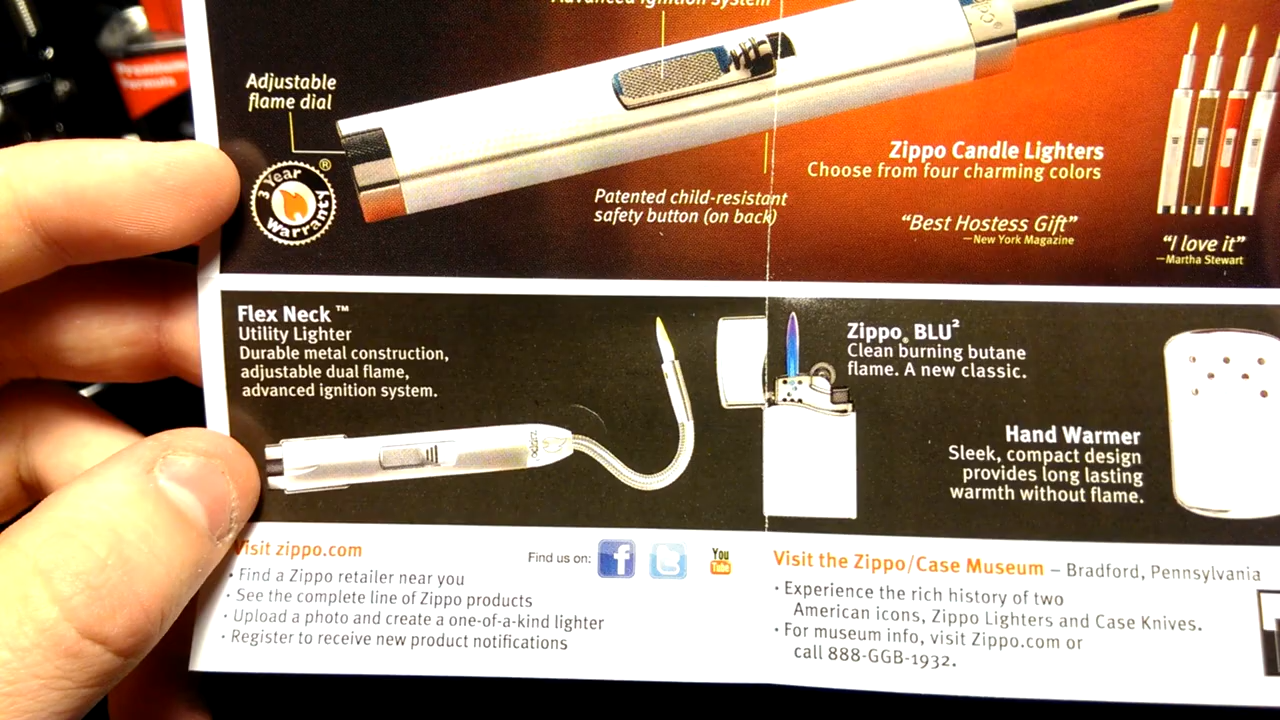 Advanced ignition system
Adjustable
flame dial
3 Year
Warranty
®
Patented child-resistant
safety button (on back)
Zippo Candle Lighters
Choose from four charming colors
“Best Hostess Gift”
—New York Magazine
“I love it”
—Martha Stewart
Flex Neck ™
Utility Lighter
Durable metal construction,
adjustable dual flame,
advanced ignition system.
Zippo® BLU²
Clean burning butane
flame. A new classic.
Hand Warmer
Sleek, compact design
provides long lasting
warmth without flame.
Visit zippo.com
• Find a Zippo retailer near you
• See the complete line of Zippo products
• Upload a photo and create a one-of-a-kind lighter
• Register to receive new product notifications
Find us on:
f
t
You
Tube
Visit the Zippo/Case Museum – Bradford, Pennsylvania
• Experience the rich history of two
American icons, Zippo Lighters and Case Knives.
• For museum info, visit Zippo.com or
call 888-GGB-1932.